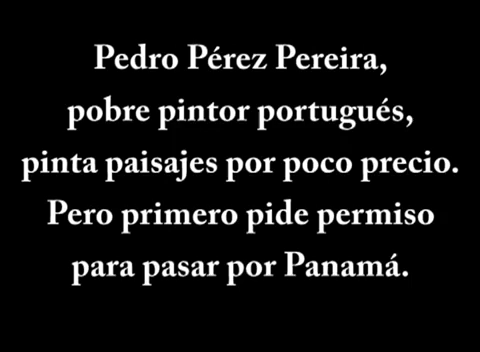 Pedro Pérez Pereira,
pobre pintor portugués,
pinta paisajes por poco precio.
Pero primero pide permiso
para pasar por Panamá.